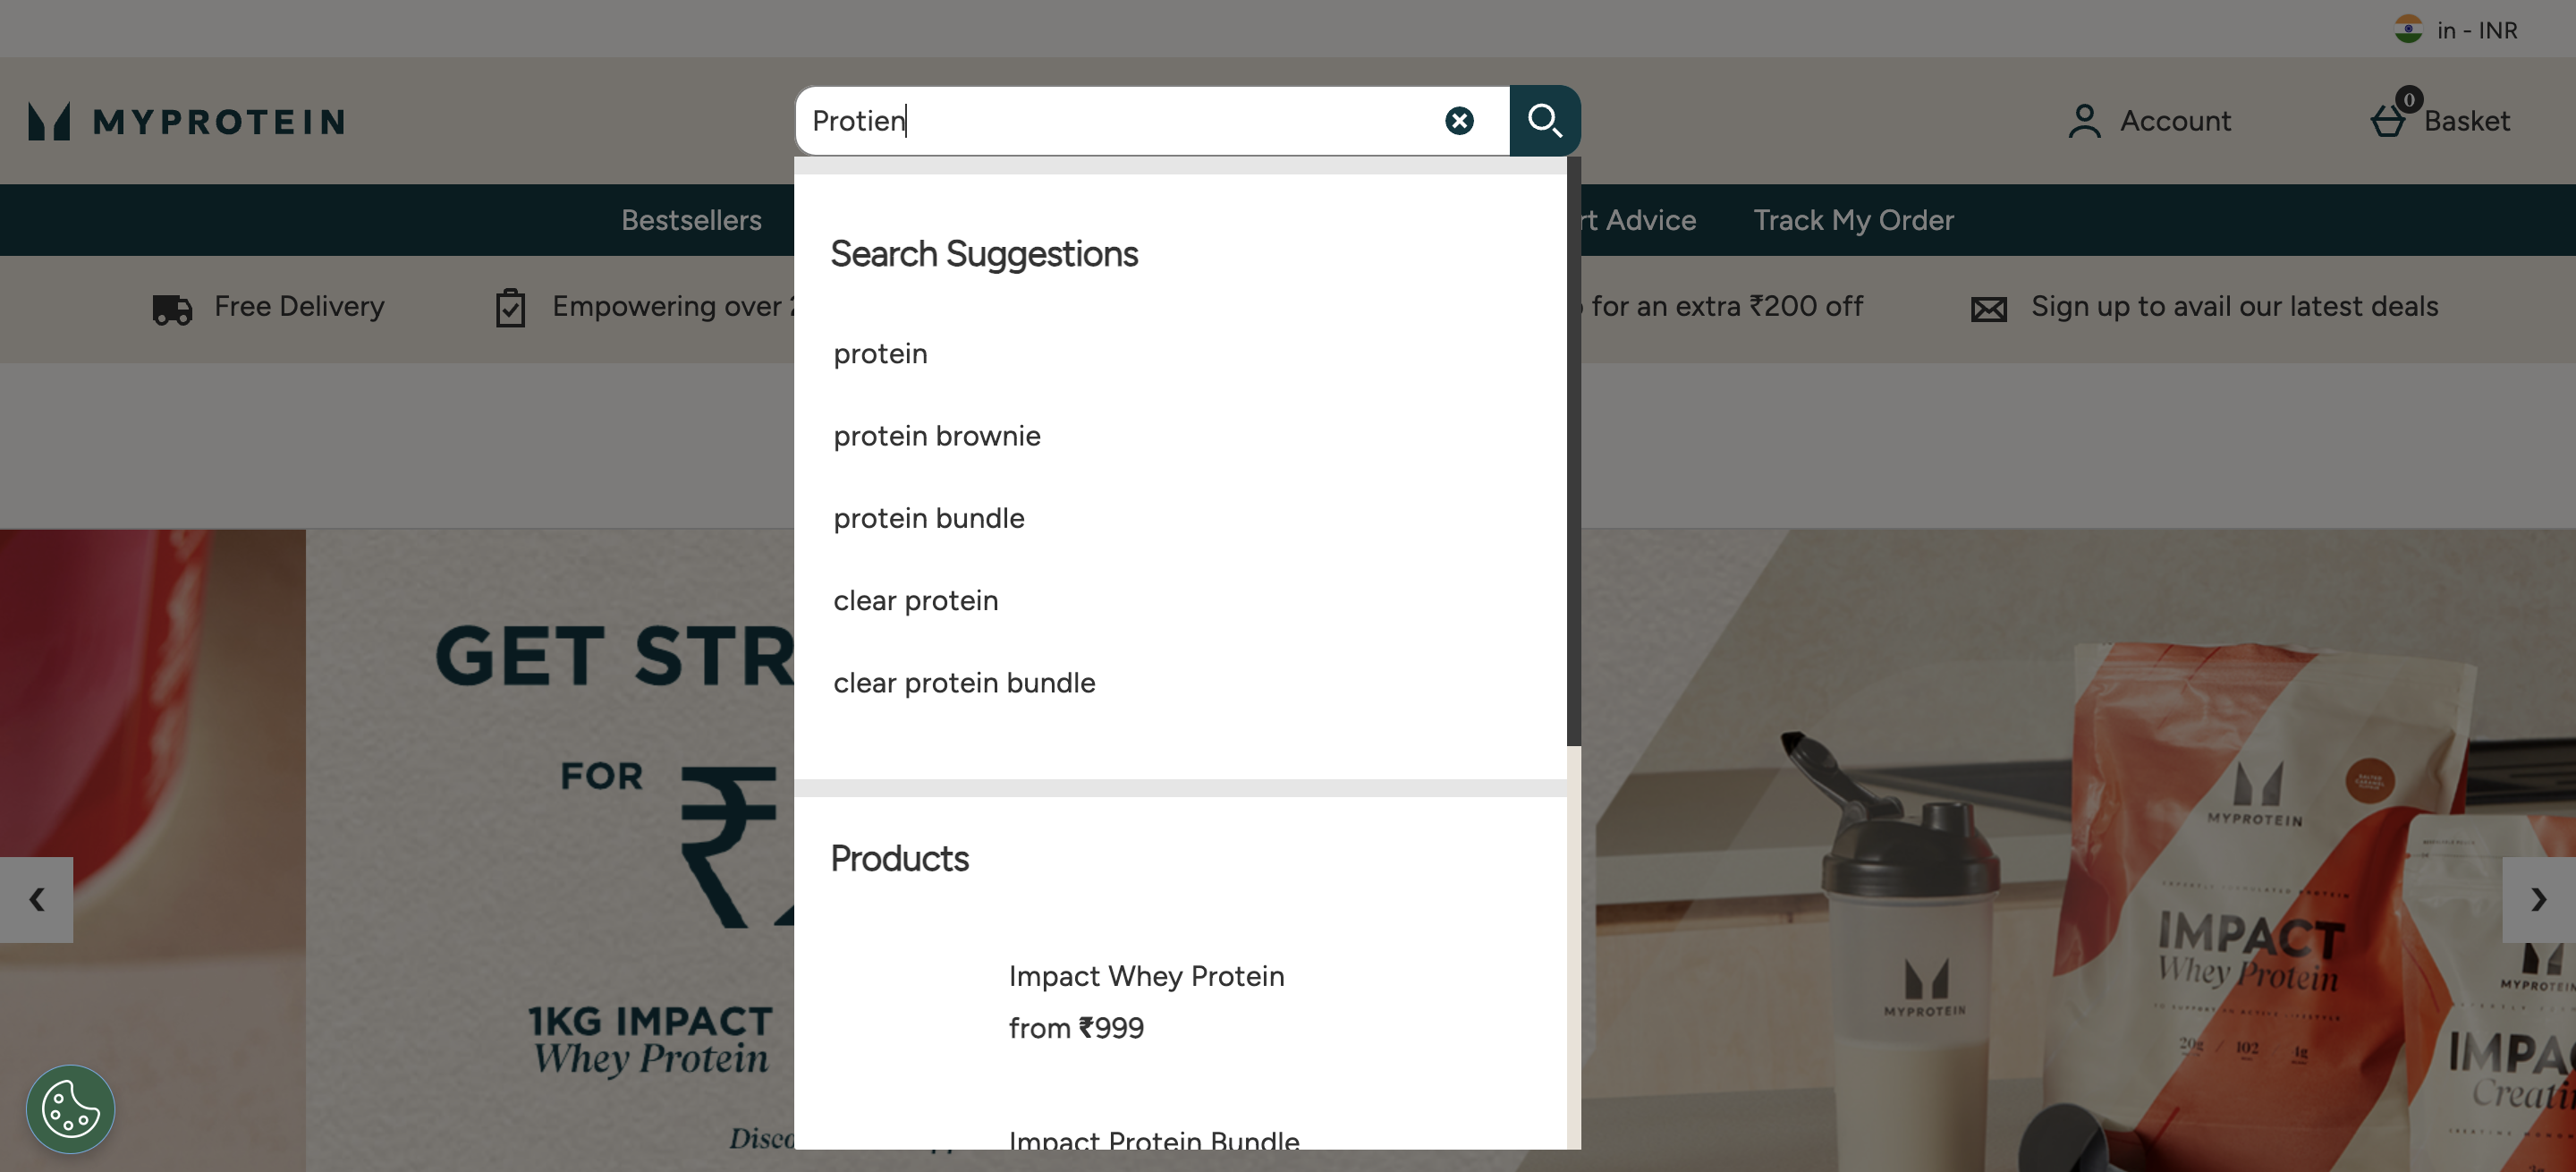 in - INR
MYPROTEIN
Protien
Account
0
Basket
Bestsellers
rt Advice
Track My Order
Free Delivery
Empowering over
for an extra ₹200 off
Sign up to avail our latest deals
Search Suggestions
protein
protein brownie
protein bundle
clear protein
clear protein bundle
Products
Impact Whey Protein
from ₹999
Impact Protein Bundle
GET STR
FOR
₹
1KG IMPACT
Whey Protein
Disco
MYPROTEIN
MYPROTEIN
IMPACT
Whey Protein
20g / 102 4g
MYPROTEIN
IMPAC
Creati